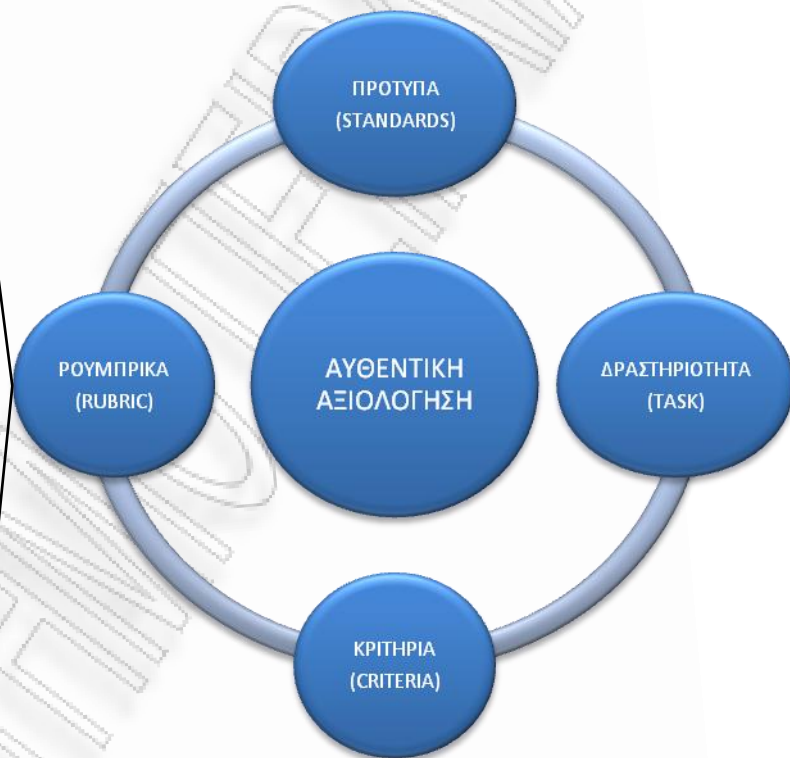 ΠΡΟΤΥΠΑ
(STANDARDS)
ΡΟΥΜΠΡΙΚΑ
(RUBRIC)
ΑΥΘΕΝΤΙΚΗ
ΑΞΙΟΛΟΓΗΣΗ
ΔΡΑΣΤΗΡΙΟΤΗΤΑ
(TASK)
ΚΡΙΤΗΡΙΑ
(CRITERIA)